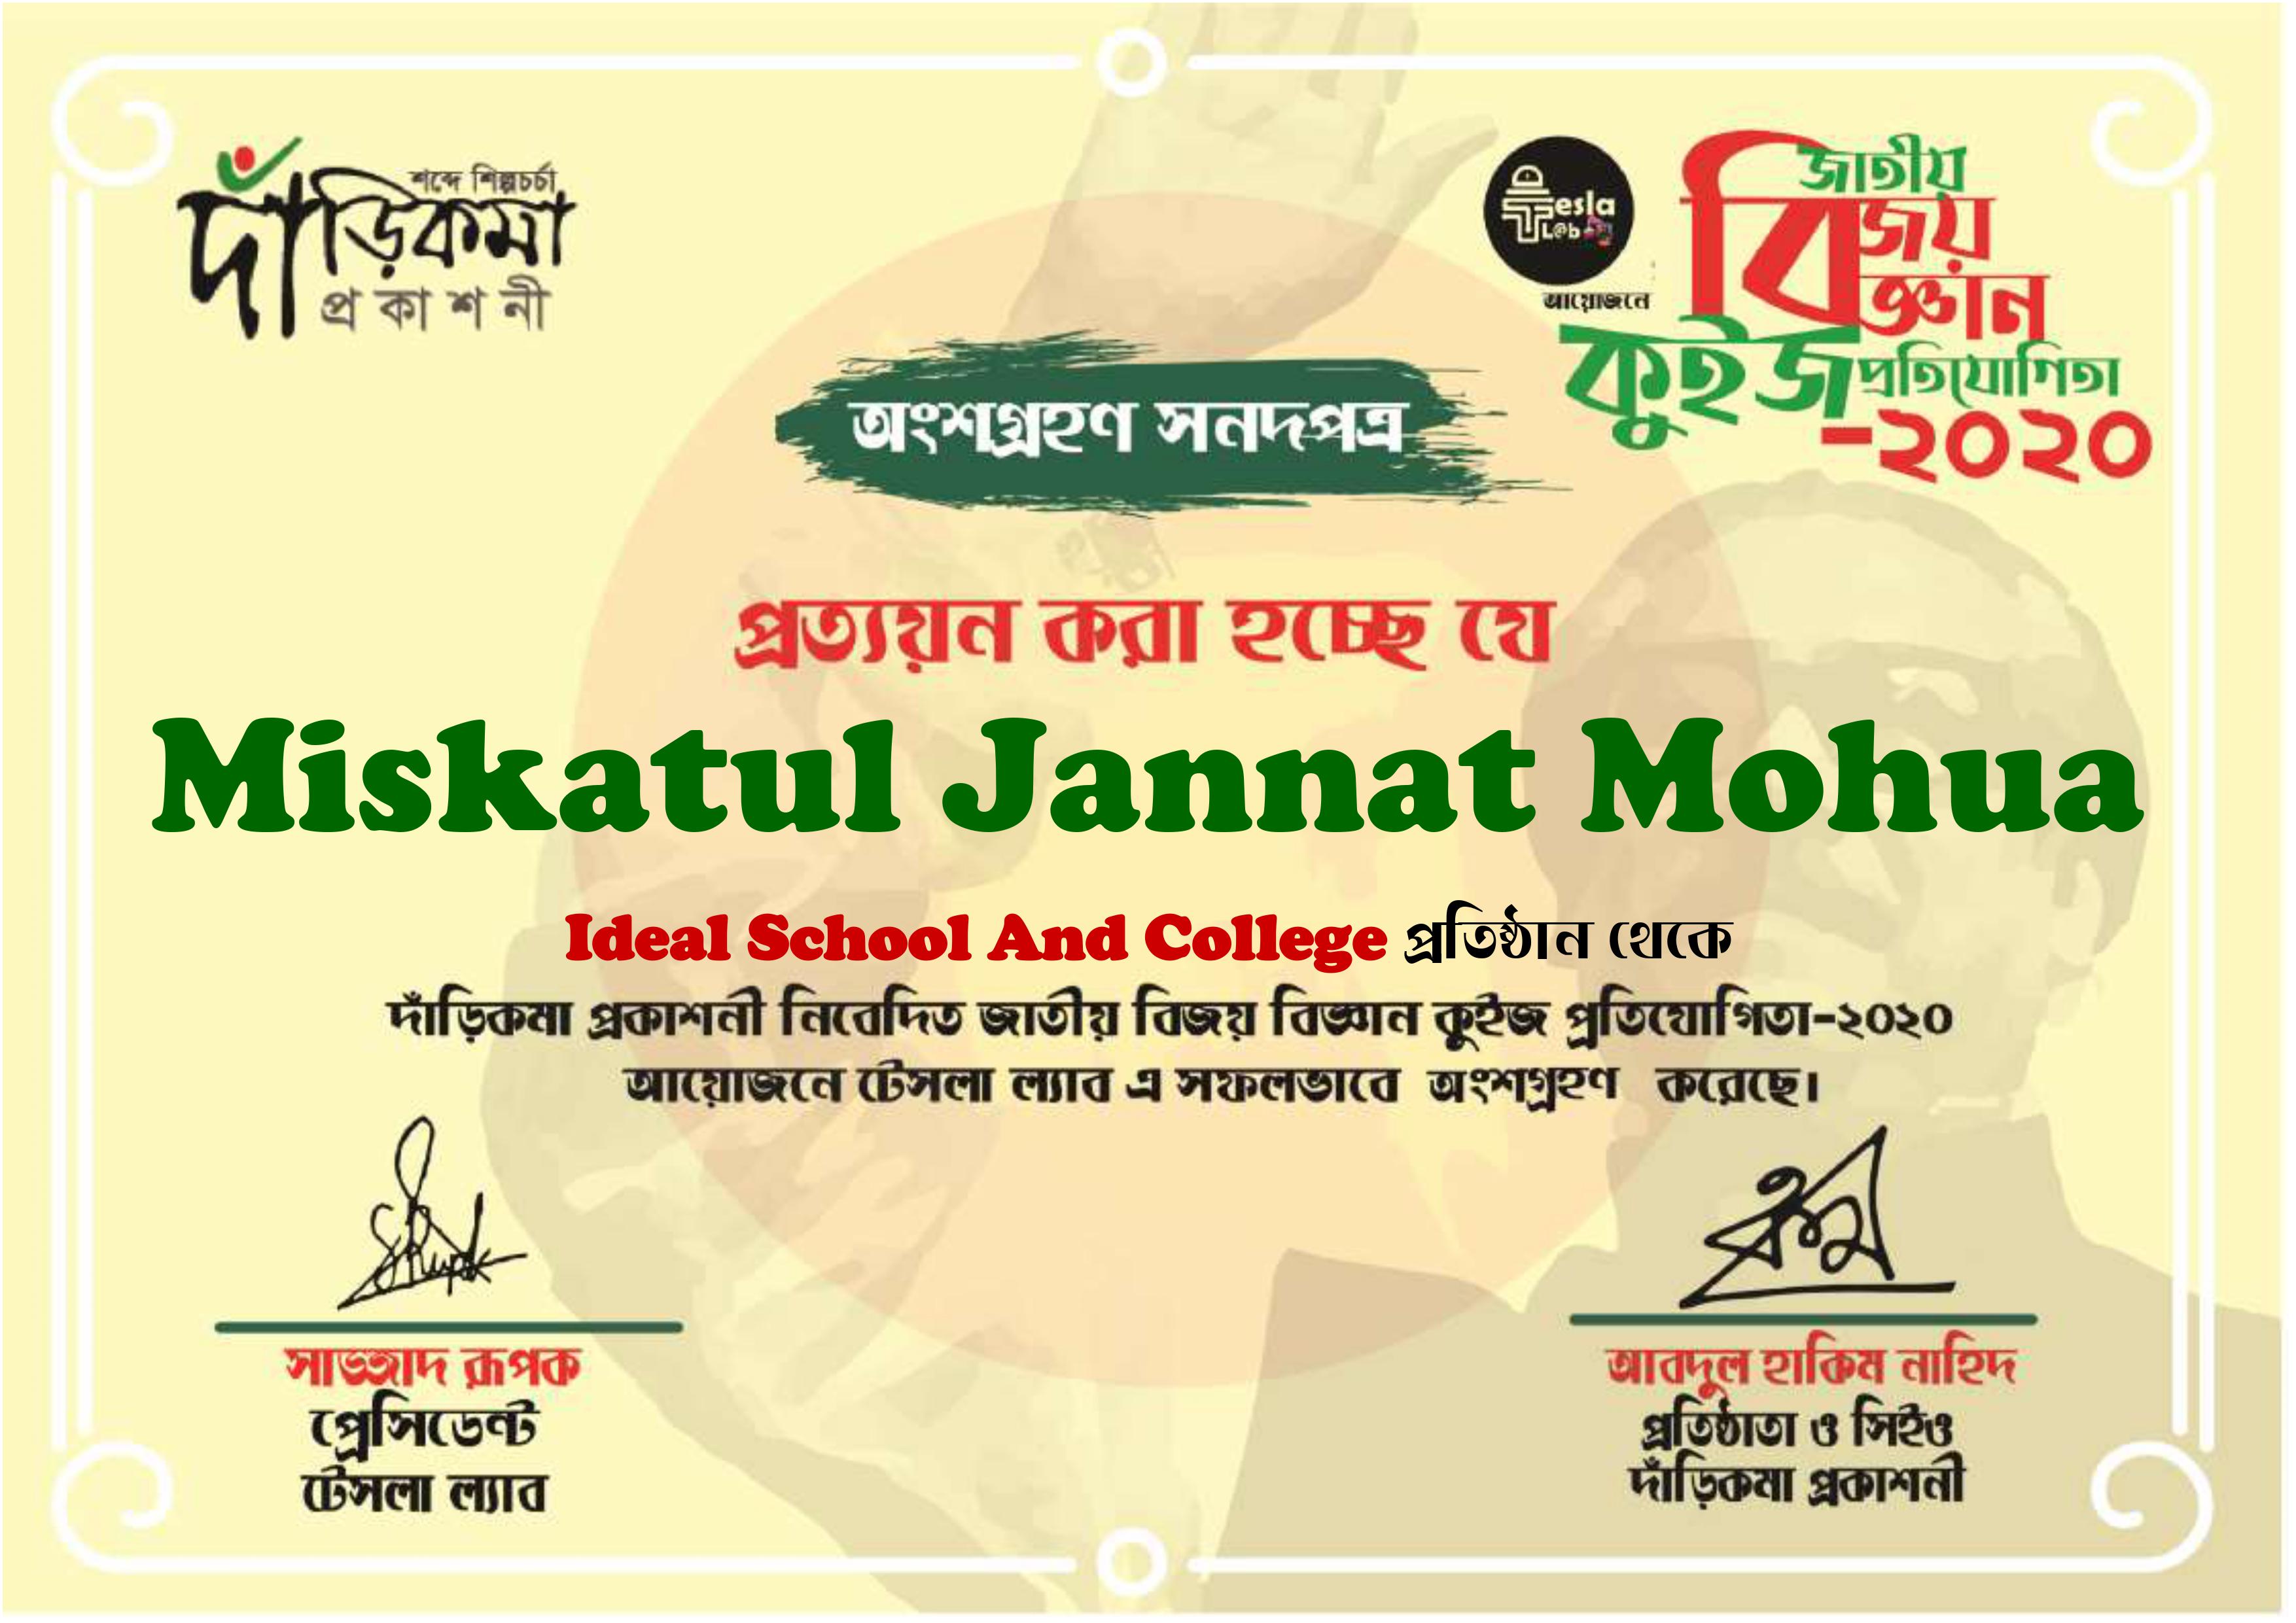 শব্দে শিল্পচর্চা
দাঁড়িকমা
প্রকাশনী
Tesla
L@b
আয়োজনে
জাতীয়
বিজয়
বিজ্ঞান
কুইজ প্রতিযোগিতা
-২০২০
অংশগ্রহণ সনদপত্র
প্রত্যয়ন করা হচ্ছে যে
Miskatul Jannat Mohua
Ideal School And College প্রতিষ্ঠান থেকে
দাঁড়িকমা প্রকাশনী নিবেদিত জাতীয় বিজয় বিজ্ঞান কুইজ প্রতিযোগিতা-২০২০
আয়োজনে টেসলা ল্যাব এ সফলভাবে অংশগ্রহণ করেছে।
সাজ্জাদ রূপক
প্রেসিডেন্ট
টেসলা ল্যাব
আবদুল হাকিম নাহিদ
প্রতিষ্ঠাতা ও সিইও
দাঁড়িকমা প্রকাশনী